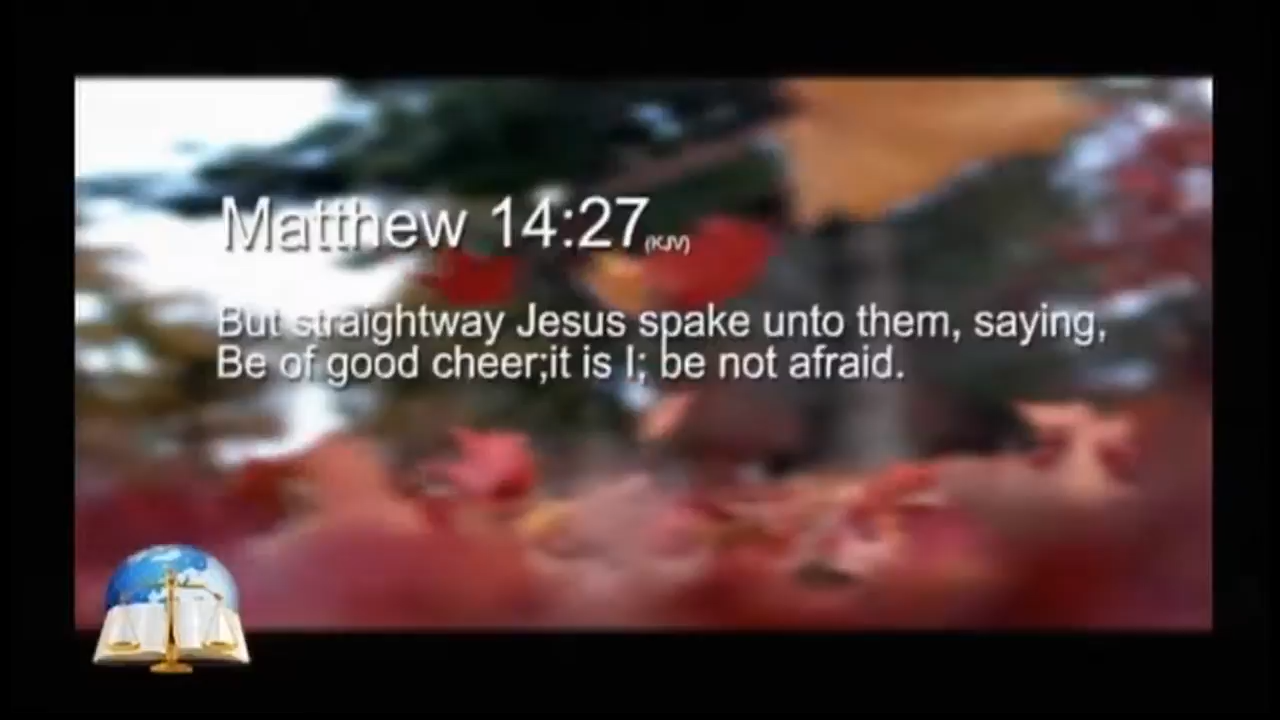 Matthew 14:27 (KJV)
But straightway Jesus spake unto them, saying,
Be of good cheer;it is I; be not afraid.